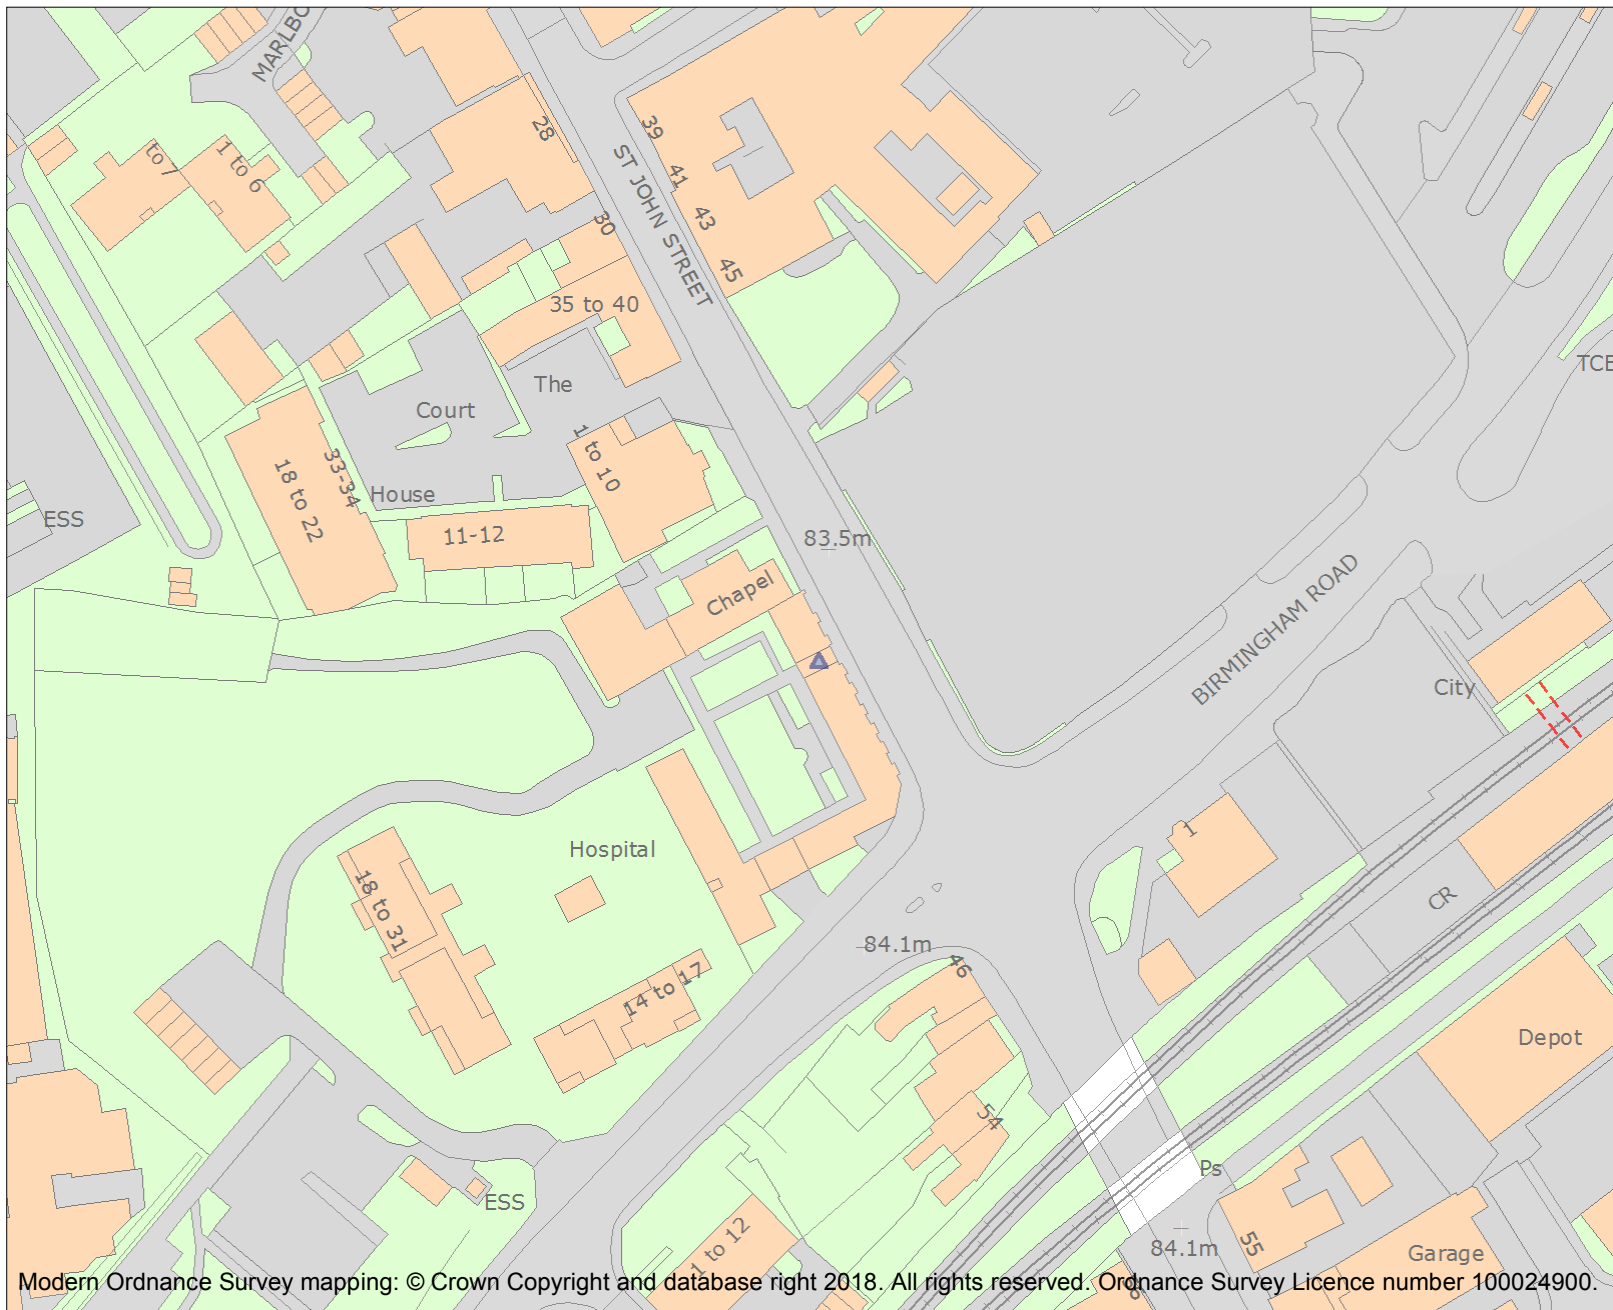 MARLBO
28
39
to 7
1 to 6
41
ST JOHN STREET
43
30
45
35 to 40
TCB
The
Court
1 to 10
33-34
18 to 22
House
ESS
11-12
83.5m
Chapel
BIRMINGHAM ROAD
City
1
Hospital
18 to 31
CR
84.1m
46
14 to 17
Depot
54
Ps
ESS
1 to 12
55
84.1m
Garage
Modern Ordnance Survey mapping: © Crown Copyright and database right 2018. All rights reserved. Ordnance Survey Licence number 100024900.